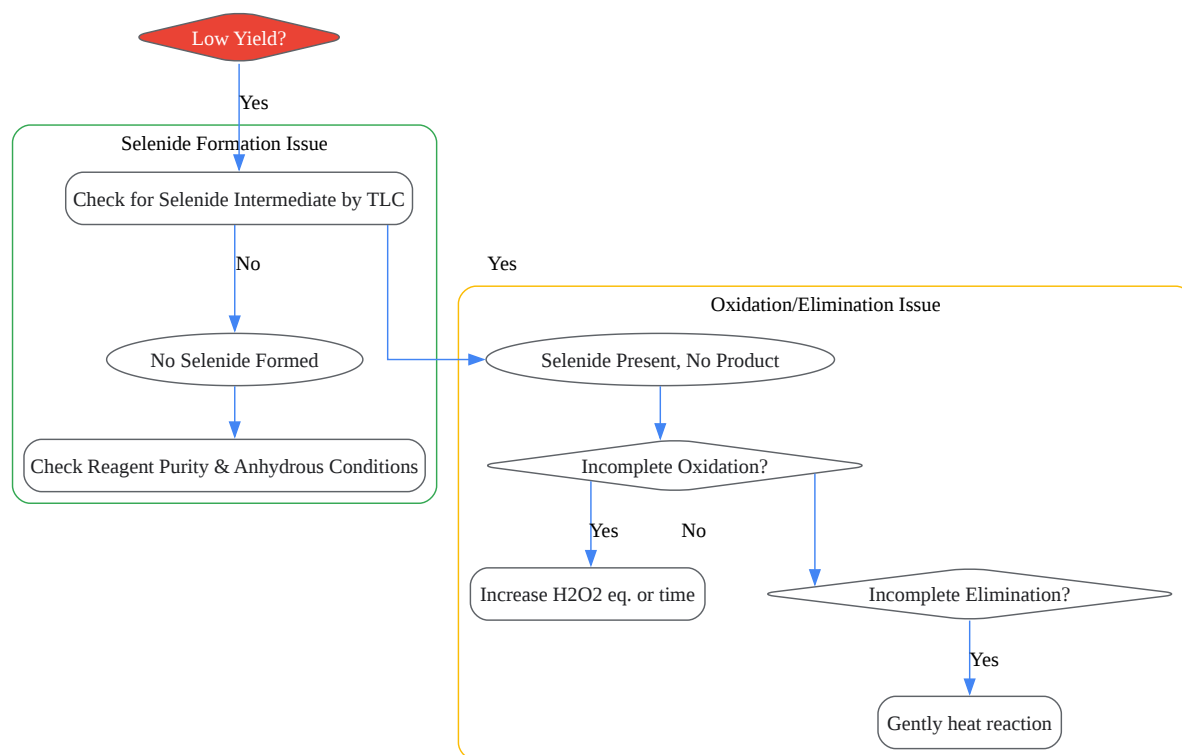 Low Yield?
Yes
Selenide Formation Issue
Check for Selenide Intermediate by TLC
No
Yes
Oxidation/Elimination Issue
No Selenide Formed
Selenide Present, No Product
Check Reagent Purity & Anhydrous Conditions
Incomplete Oxidation?
Yes
No
Increase H2O2 eq. or time
Incomplete Elimination?
Yes
Gently heat reaction